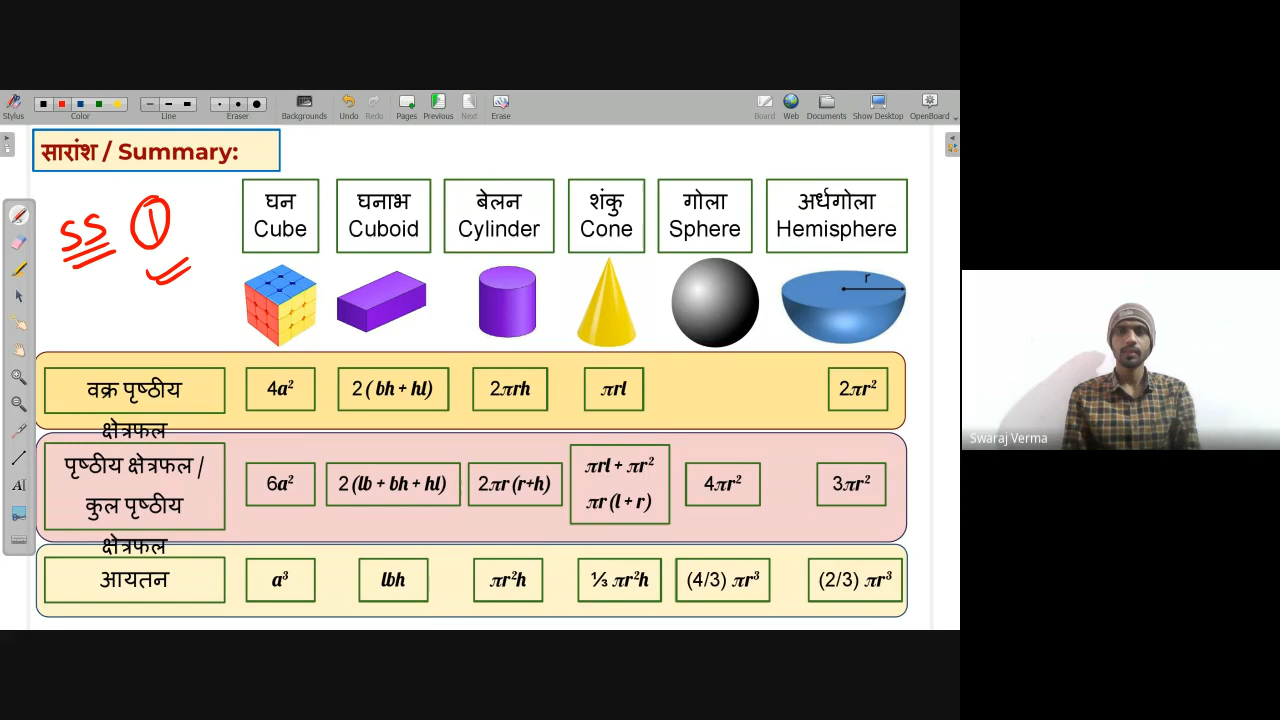 Stylus
Color
Line
Eraser
Backgrounds
Undo
Redo
Pages
Previous
Next
Erase
Board
Web
Documents
Show Desktop
OpenBoard
सारांश / Summary:
SS ①
घन
Cube
घनाभ
Cuboid
बेलन
Cylinder
शंकु
Cone
गोला
Sphere
अर्धगोला
Hemisphere
r
वक्र पृष्ठीय
क्षेत्रफल
4a²
2 ( bh + hl)
2πrh
πrl
2πr²
पृष्ठीय क्षेत्रफल /
कुल पृष्ठीय
क्षेत्रफल
6a²
2 (lb + bh + hl)
2πr (r+h)
πrl + πr²
πr (l + r)
4πr²
3πr²
आयतन
a³
lbh
πr²h
⅓ πr²h
(4/3) πr³
(2/3) πr³
Swaraj Verma